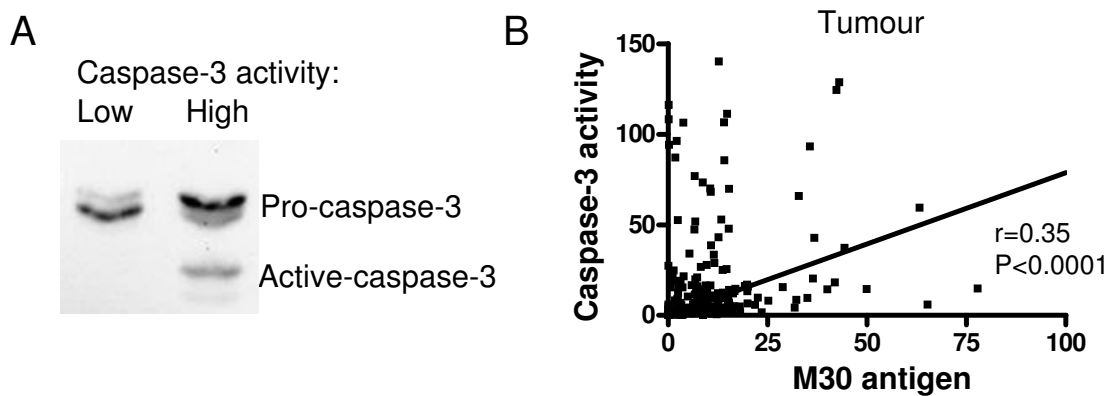 A
Caspase-3 activity:
Low High
Pro-caspase-3
Active-caspase-3
B
Tumour
150
100
50
0
Caspase-3 activity
r=0.35
P<0.0001
0 25 50 75 100
M30 antigen